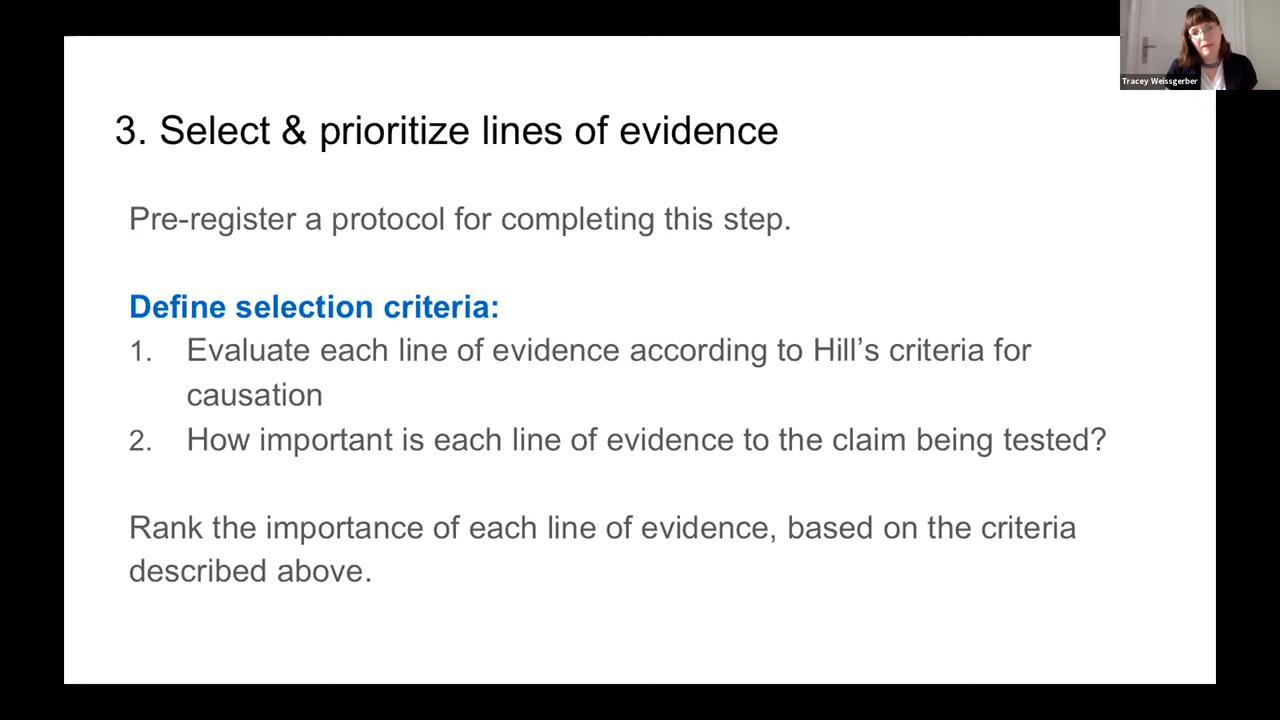 Tracey Weissgerber
3. Select & prioritize lines of evidence
Pre-register a protocol for completing this step.
Define selection criteria:
1. Evaluate each line of evidence according to Hill’s criteria for
causation
2. How important is each line of evidence to the claim being tested?
Rank the importance of each line of evidence, based on the criteria
described above.